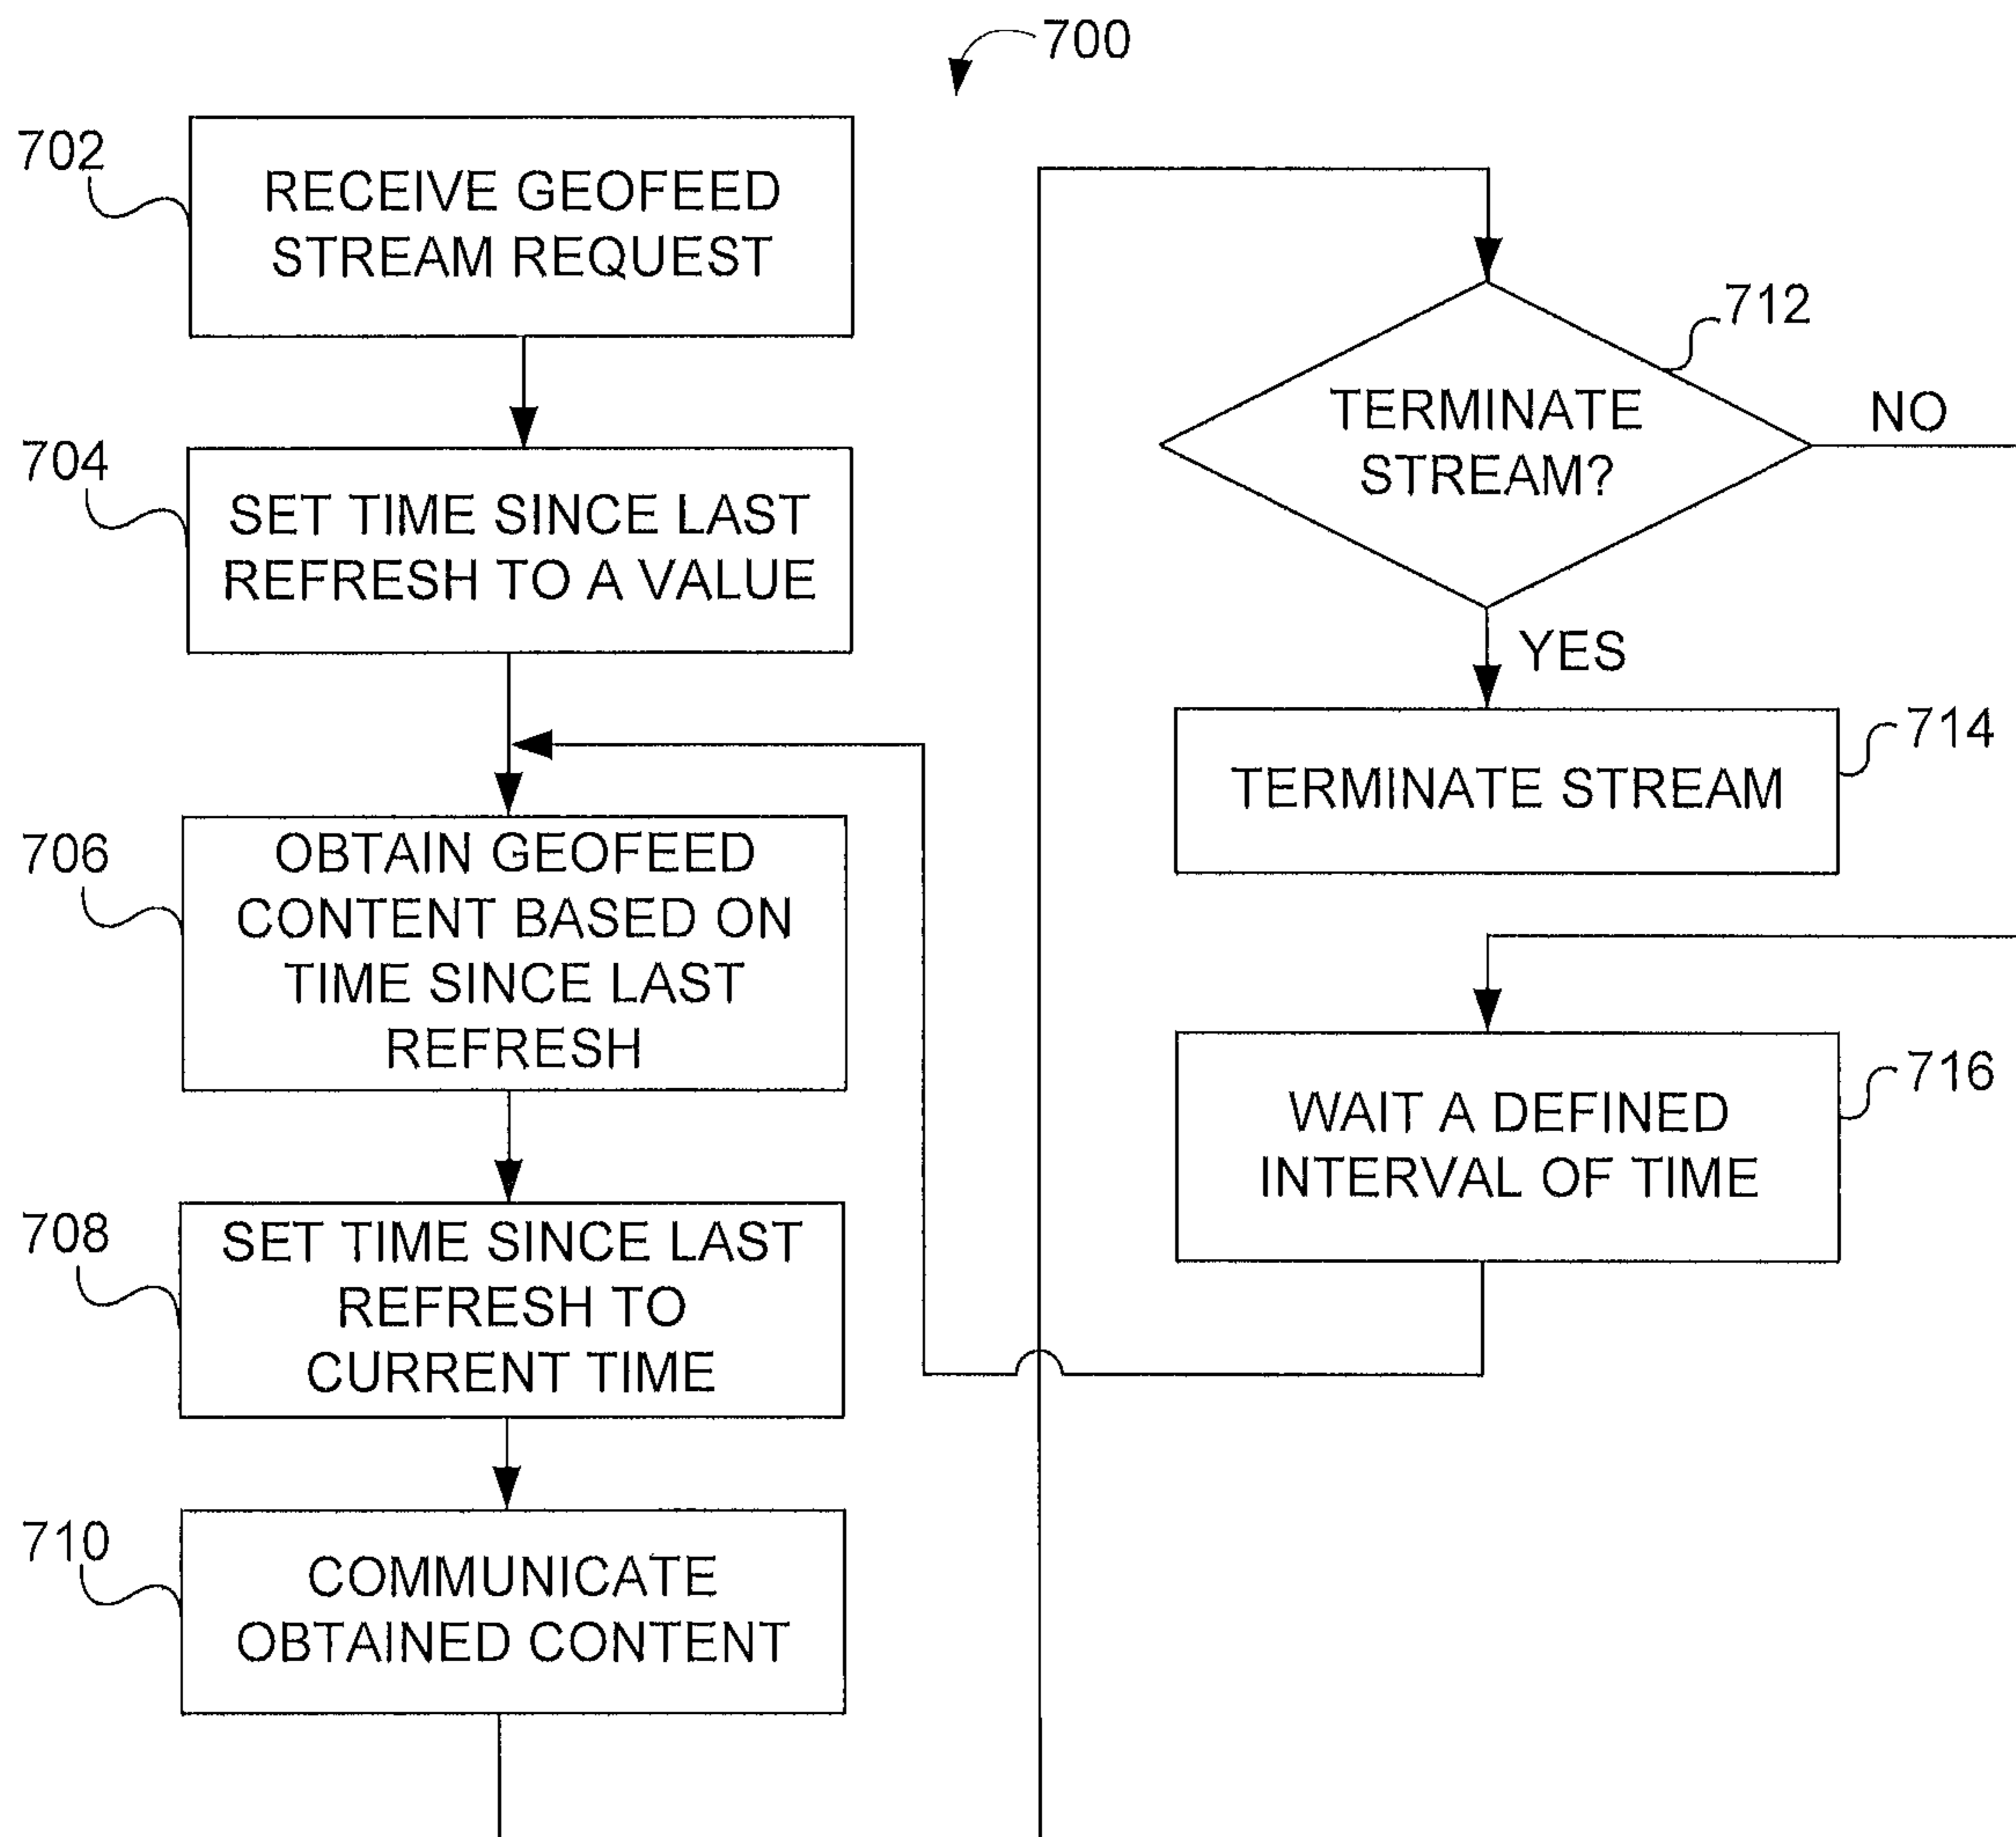 700
702
RECEIVE GEOFEED
STREAM REQUEST
704
SET TIME SINCE LAST
REFRESH TO A VALUE
706
OBTAIN GEOFEED
CONTENT BASED ON
TIME SINCE LAST
REFRESH
708
SET TIME SINCE LAST
REFRESH TO
CURRENT TIME
710
COMMUNICATE
OBTAINED CONTENT
712
TERMINATE
STREAM?
NO
YES
714
TERMINATE STREAM
716
WAIT A DEFINED
INTERVAL OF TIME